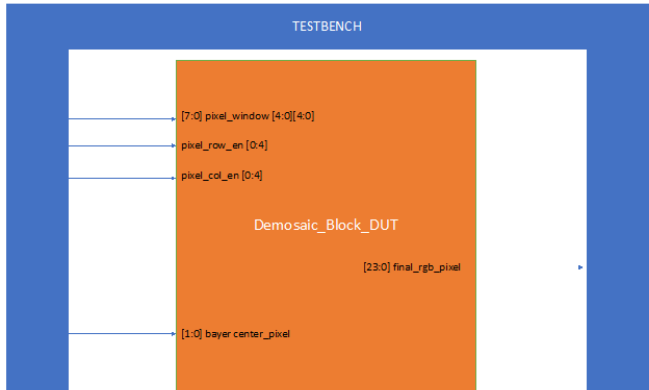 TESTBENCH
[7:0] pixel_window [4:0][4:0]
pixel_row_en [0:4]
pixel_col_en [0:4]
Demosaic_Block_DUT
[23:0] final_rgb_pixel
[1:0] bayer center_pixel